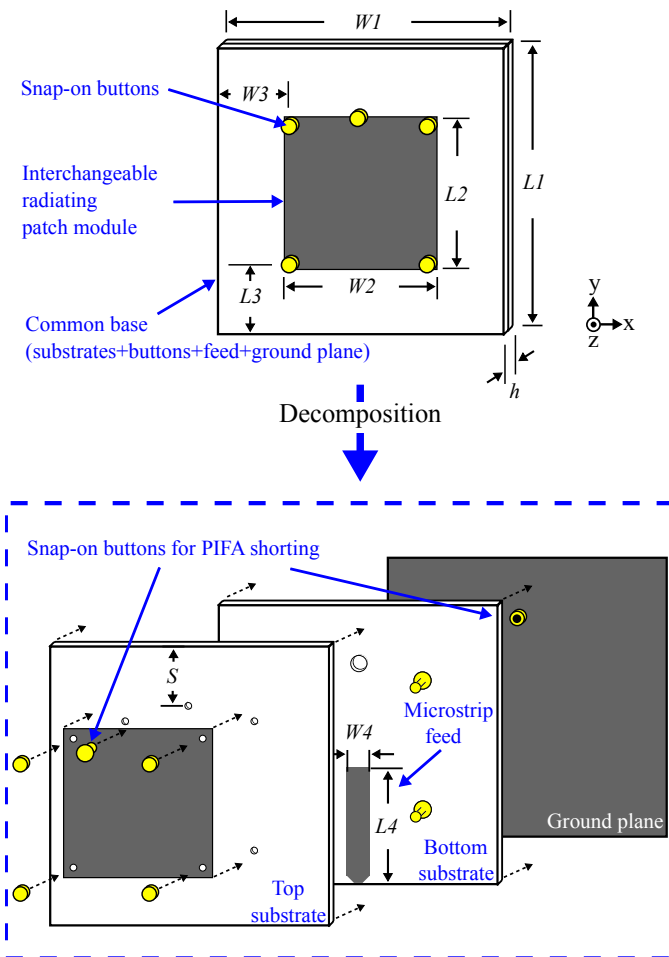 W1
Snap-on buttons
W3
Interchangeable
radiating
patch module
L2
L1
L3
W2
Common base
(substrates+buttons+feed+ground plane)
y
x
z
h
Decomposition
Snap-on buttons for PIFA shorting
S
Microstrip
feed
W4
L4
Ground plane
Bottom
substrate
Top
substrate